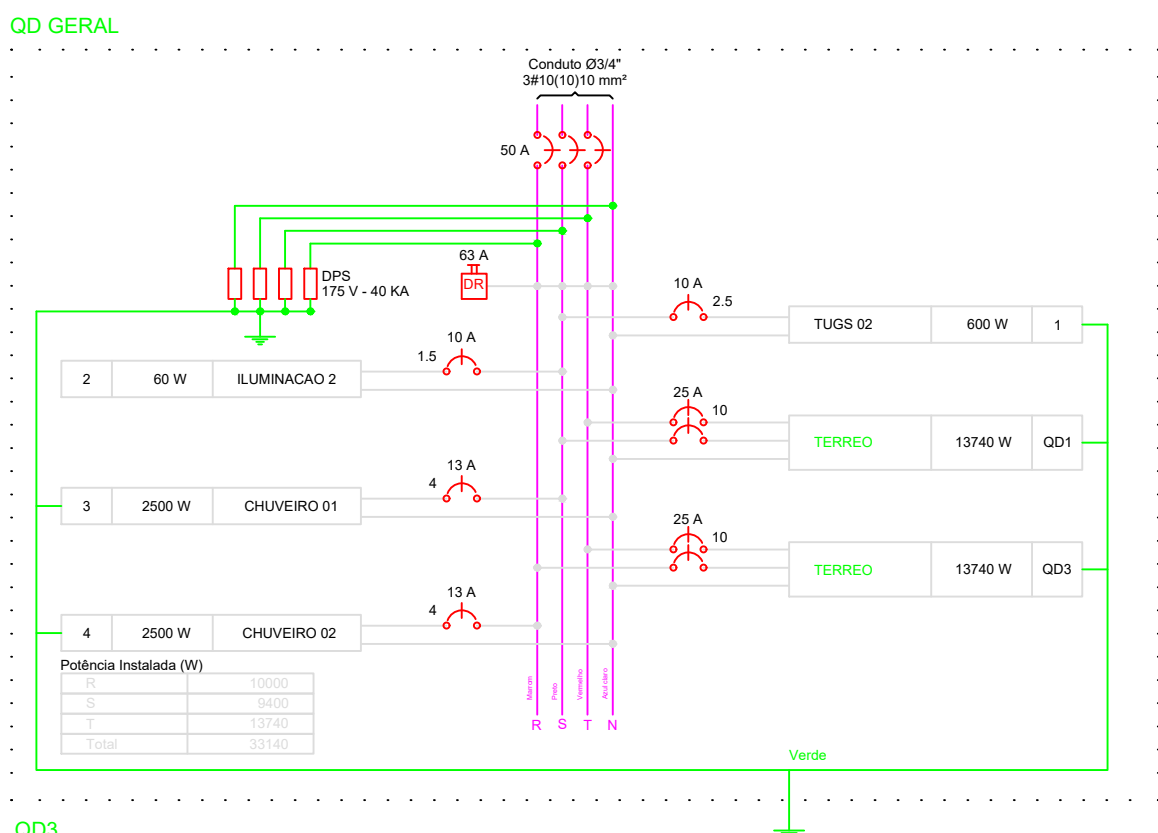 QD GERAL
Conduto Ø3/4"
3#10(10)10 mm²
50 A
DPS
175 V - 40 KA
63 A
DR
10 A
2.5
TUGS 02 600 W 1
10 A
1.5
2 60 W ILUMINACAO 2
25 A
10
TERREO 13740 W QD1
13 A
4
3 2500 W CHUVEIRO 01
25 A
10
TERREO 13740 W QD3
13 A
4
4 2500 W CHUVEIRO 02
Potência Instalada (W)
R 10000
S 9400
T 13740
Total 33140
Marrom
Preto
Vermelho
Azul claro
R S T N
Verde
QD3